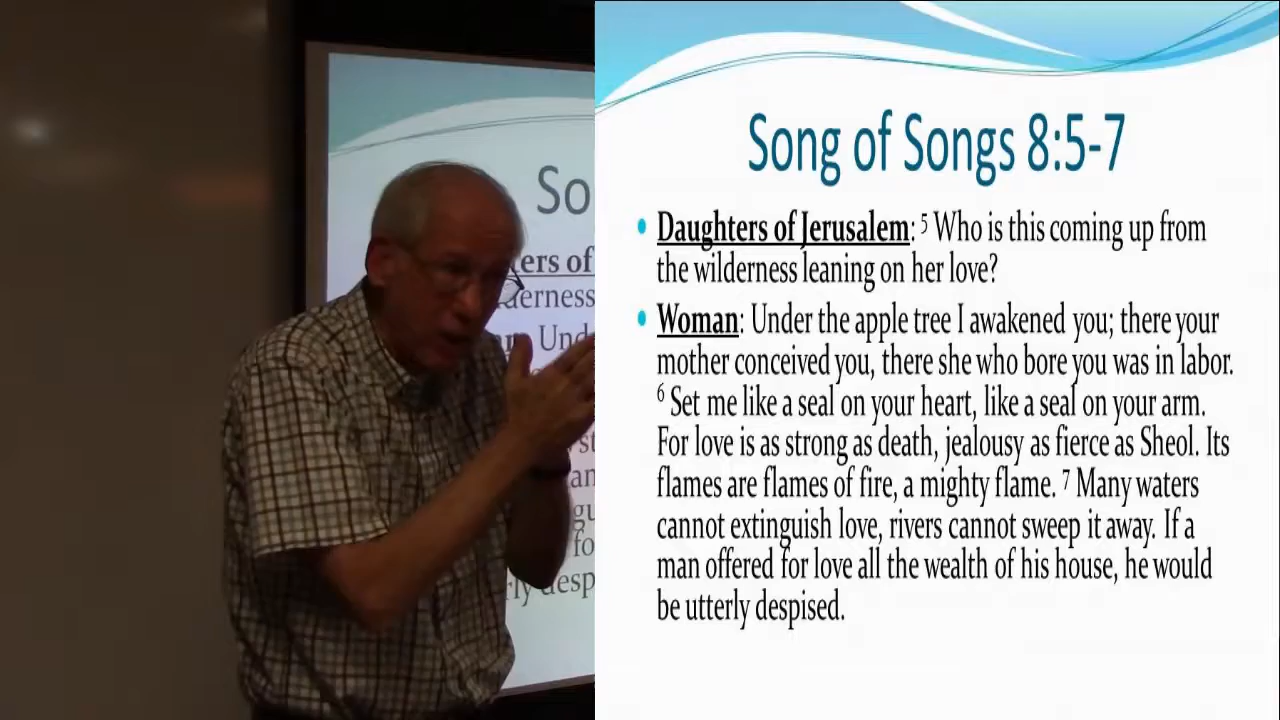 Song of Songs 8:5-7
• Daughters of Jerusalem: ⁵ Who is this coming up from
the wilderness leaning on her love?
• Woman: Under the apple tree I awakened you; there your
mother conceived you, there she who bore you was in labor.
⁶ Set me like a seal on your heart, like a seal on your arm.
For love is as strong as death, jealousy as fierce as Sheol. Its
flames are flames of fire, a mighty flame. ⁷ Many waters
cannot extinguish love, rivers cannot sweep it away. If a
man offered for love all the wealth of his house, he would
be utterly despised.
So
ers of
derness
Und